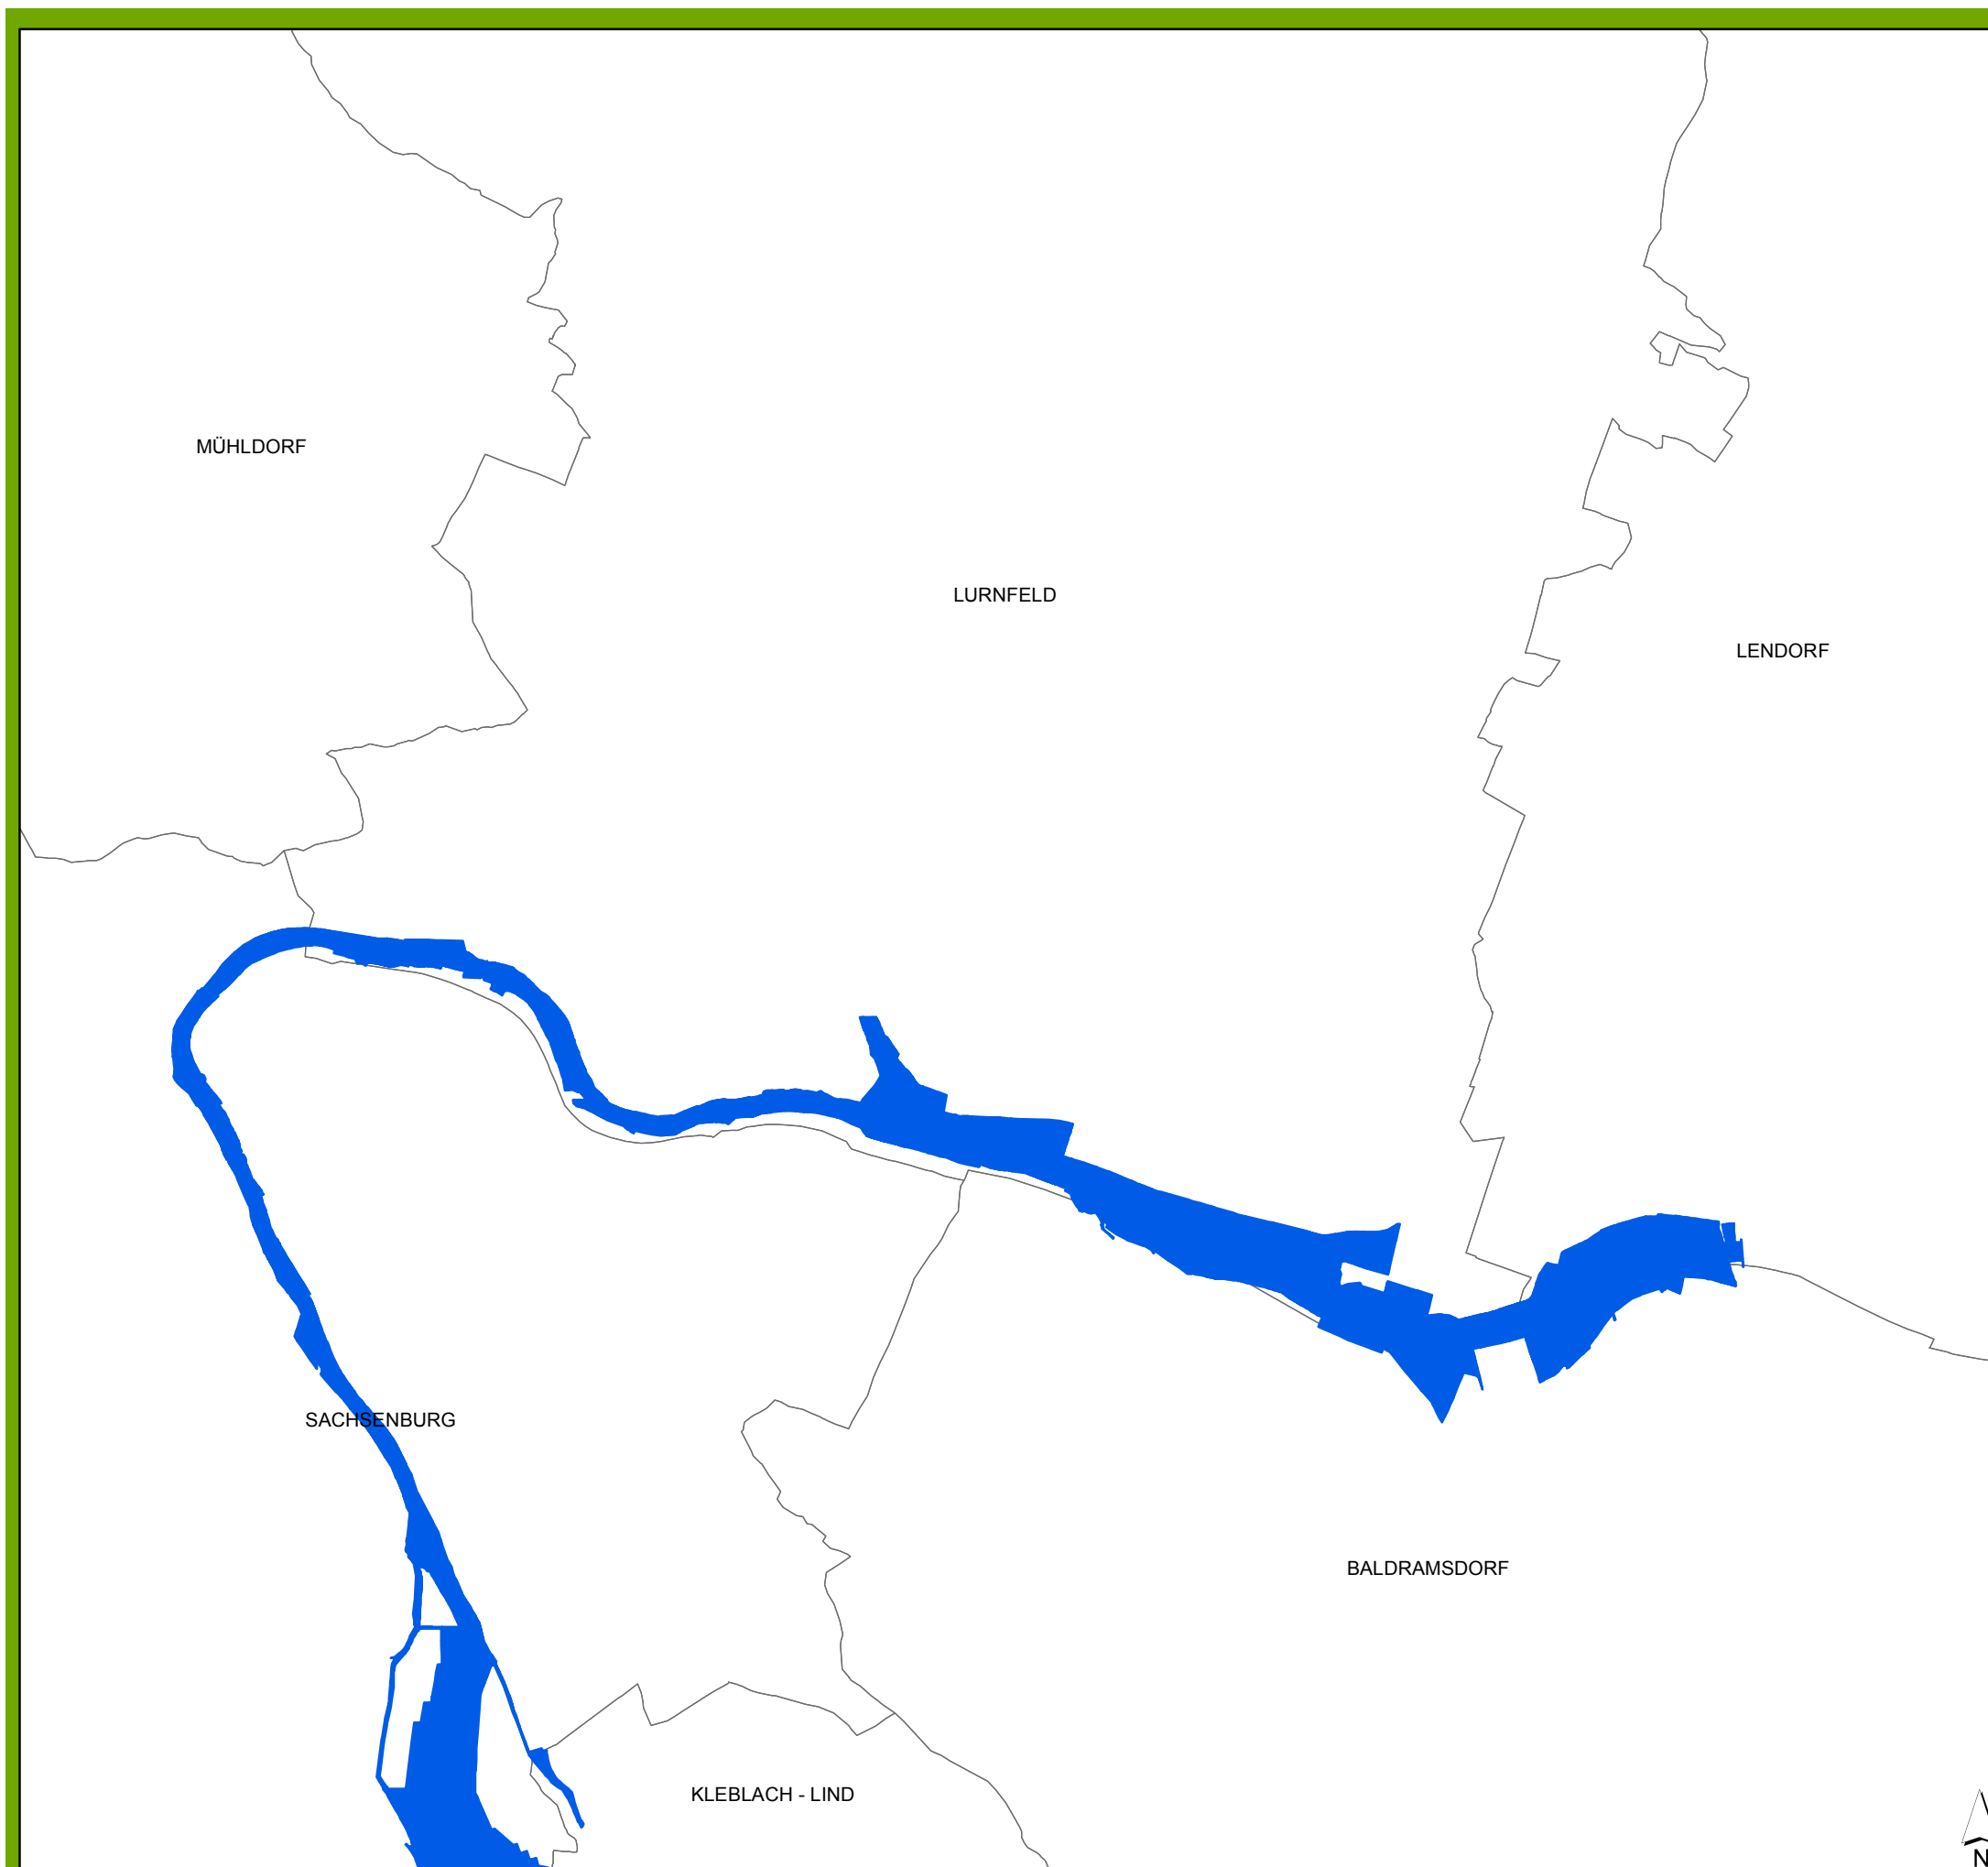 MÜHLDORF
LURNFELD
LENDORF
SACHSENBURG
BALDRAMSDORF
KLEBLACH - LIND
N